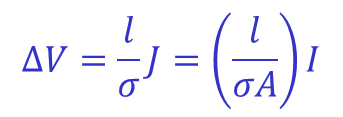 ΔV = l/σ J = (l/σA) I